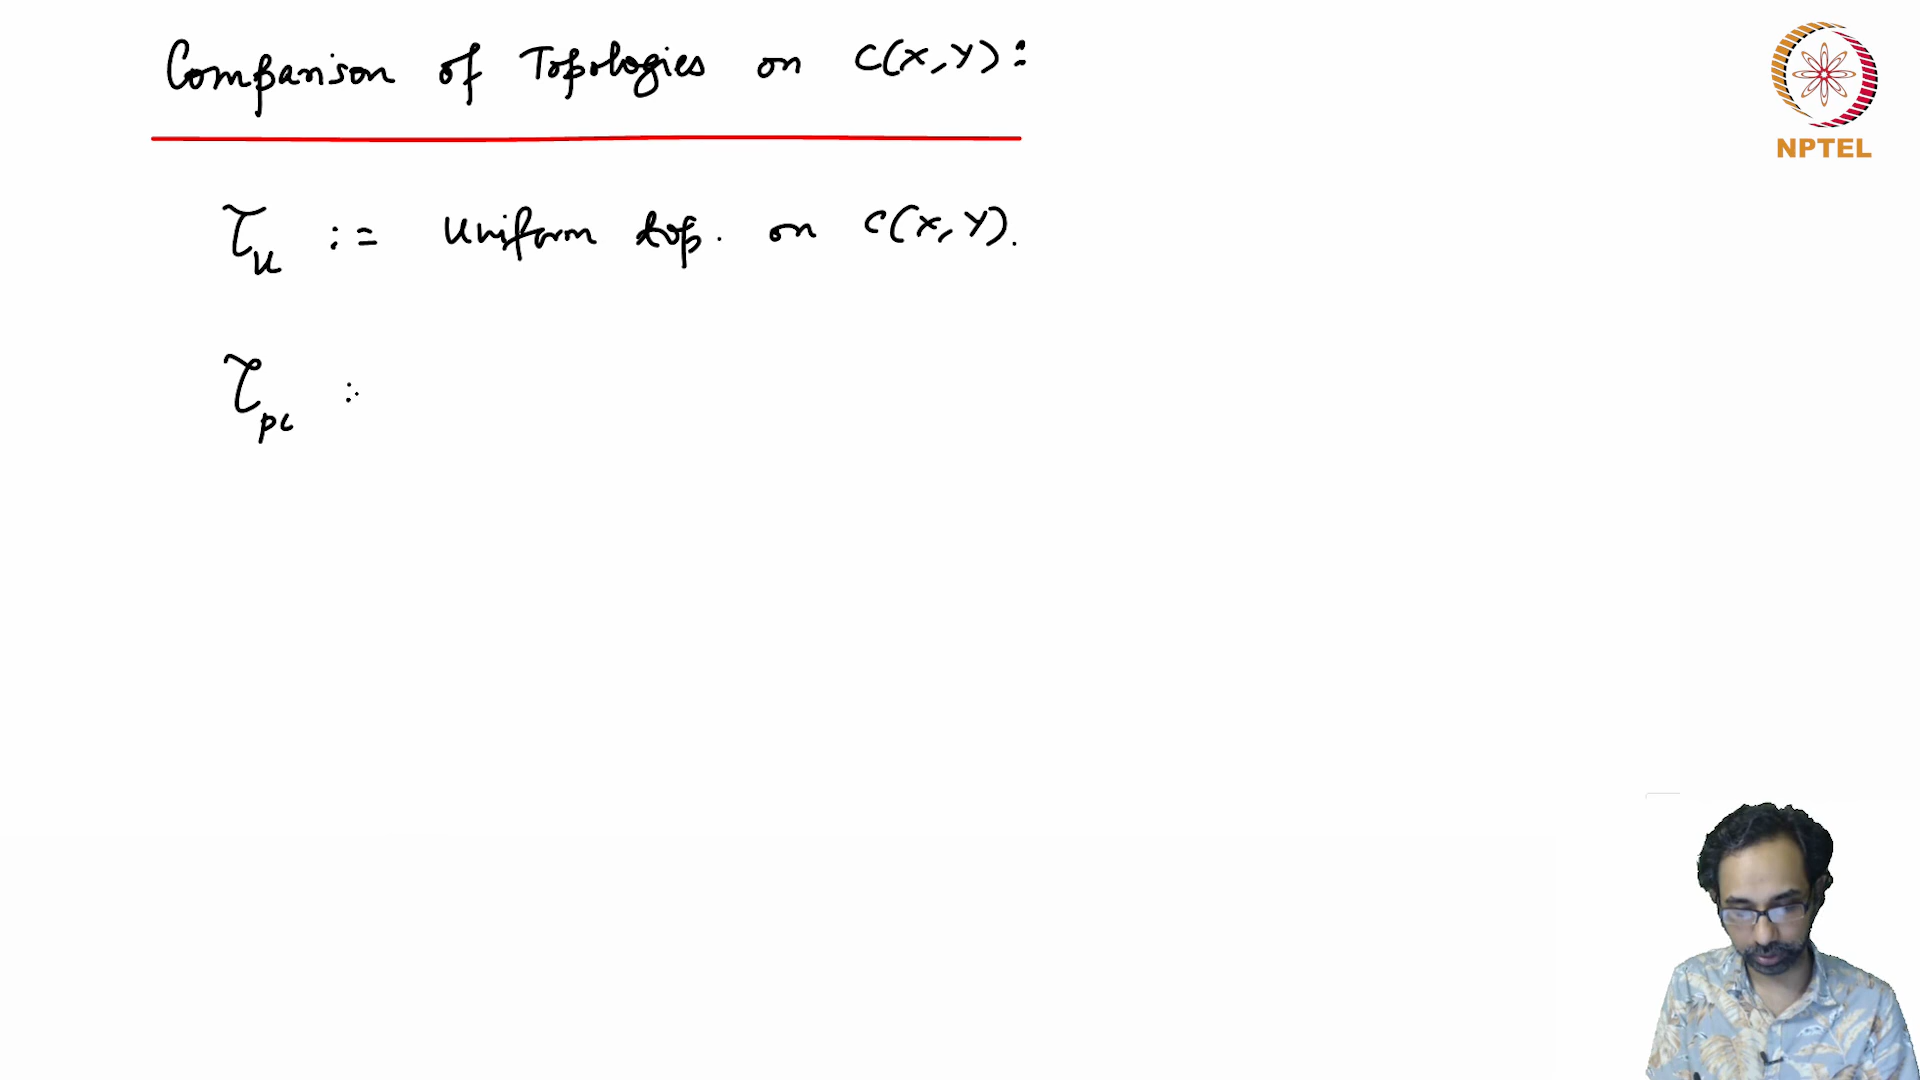 Comparison of Topologies on C(X,Y):
NPTEL
τ_u := Uniform top. on C(X,Y).
τ_pc :